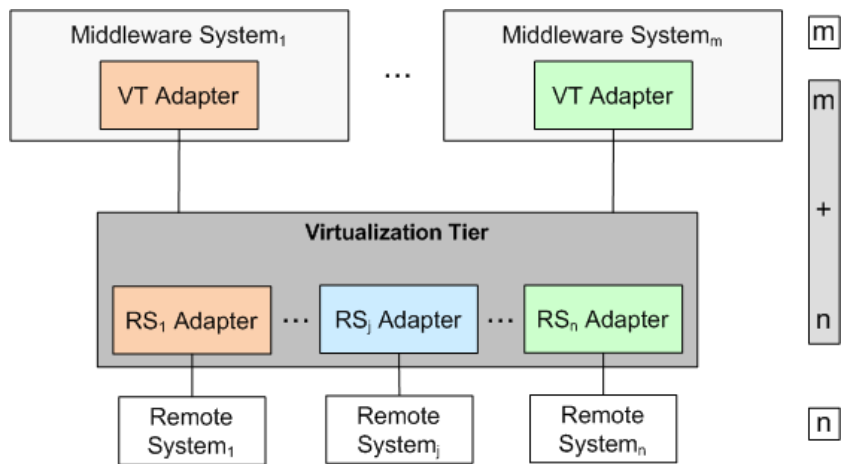 Middleware System₁
Middleware Systemₘ
m
VT Adapter
...
VT Adapter
m
+
n
Virtualization Tier
RS₁ Adapter
...
RSⱼ Adapter
...
RSₙ Adapter
Remote
System₁
Remote
Systemⱼ
Remote
Systemₙ
n